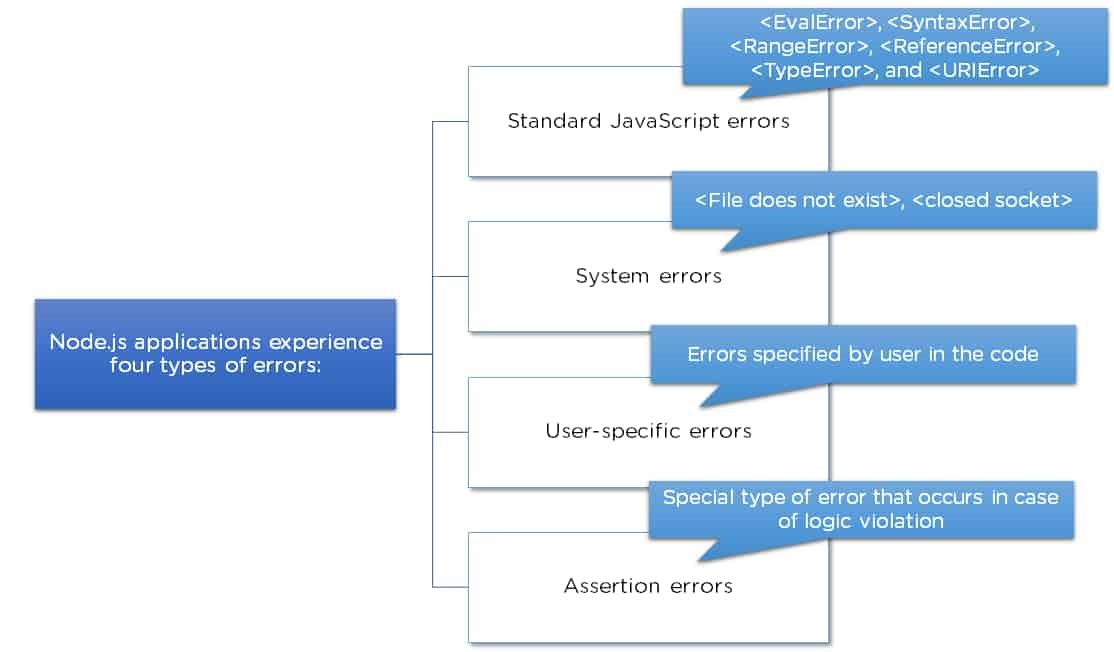 Node.js applications experience
four types of errors:
<EvalError>, <SyntaxError>,
<RangeError>, <ReferenceError>,
<TypeError>, and <URIError>
Standard JavaScript errors
<File does not exist>, <closed socket>
System errors
Errors specified by user in the code
User-specific errors
Special type of error that occurs in case
of logic violation
Assertion errors